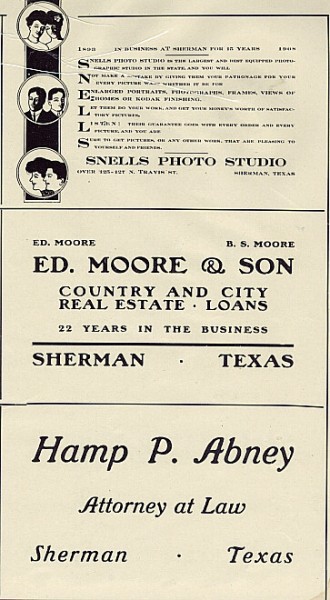 1893 IN BUSINESS AT SHERMAN FOR 15 YEARS 1908
SNELLS PHOTO STUDIO IS THE LARGEST AND BEST EQUIPPED PHOTO-
GRAPHIC STUDIO IN THE STATE, AND YOU WILL
NOT MAKE A MISTAKE BY GIVING THEM YOUR PATRONAGE FOR YOUR
EVERY PICTURE WANT WHETHER IT BE FOR
ENLARGED PORTRAITS, PHOTOGRAPHS, FRAMES, VIEWS OF
HOMES OR KODAK FINISHING.
LET THEM DO YOUR WORK, AND GET YOUR MONEY'S WORTH OF SATISFAC-
TORY PICTURES.
THEIR GUARANTEE GOES WITH EVERY ORDER AND EVERY
PICTURE, AND YOU ARE
SURE TO GET PICTURES, OR ANY OTHER WORK, THAT ARE PLEASING TO
YOURSELF AND FRIENDS.
SNELLS PHOTO STUDIO
OVER 125-127 N. TRAVIS ST. SHERMAN, TEXAS
ED. MOORE B. S. MOORE
ED. MOORE & SON
COUNTRY AND CITY
REAL ESTATE · LOANS
22 YEARS IN THE BUSINESS
SHERMAN · TEXAS
Hamp P. Abney
Attorney at Law
Sherman · Texas